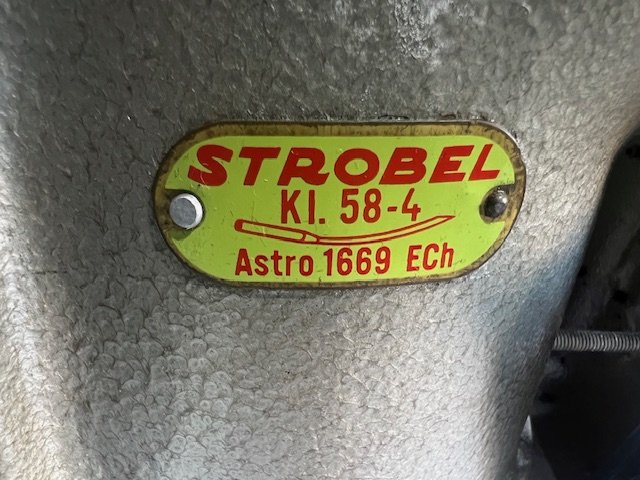 STROBEL
Kl. 58-4
Astro 1669 ECh